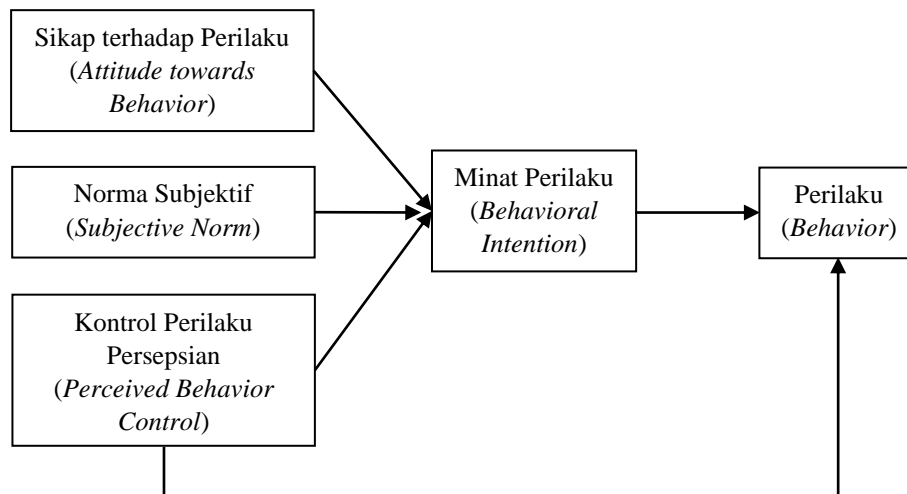 Sikap terhadap Perilaku
(Attitude towards
Behavior)
Norma Subjektif
(Subjective Norm)
Kontrol Perilaku
Persepsian
(Perceived Behavior
Control)
Minat Perilaku
(Behavioral
Intention)
Perilaku
(Behavior)